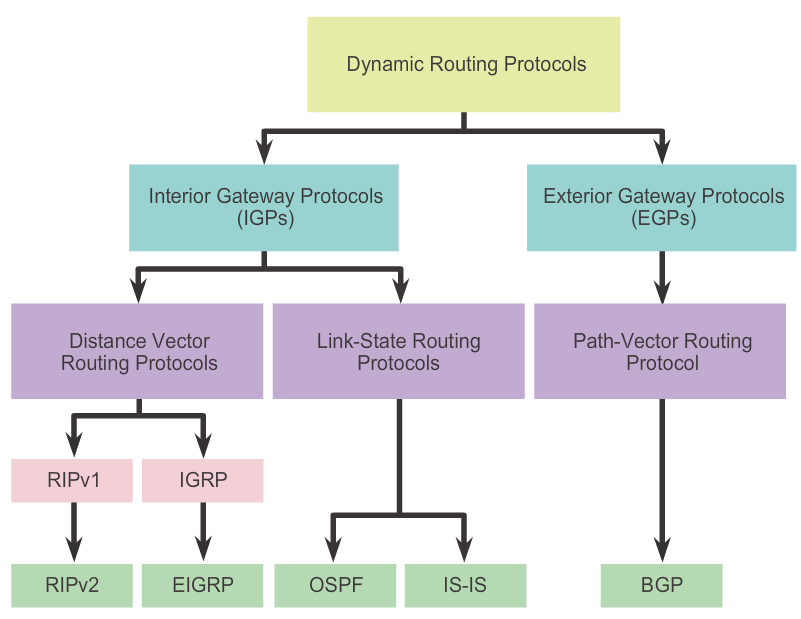 Dynamic Routing Protocols
Interior Gateway Protocols
(IGPs)
Exterior Gateway Protocols
(EGPs)
Distance Vector
Routing Protocols
Link-State Routing
Protocols
Path-Vector Routing
Protocol
RIPv1
IGRP
RIPv2
EIGRP
OSPF
IS-IS
BGP